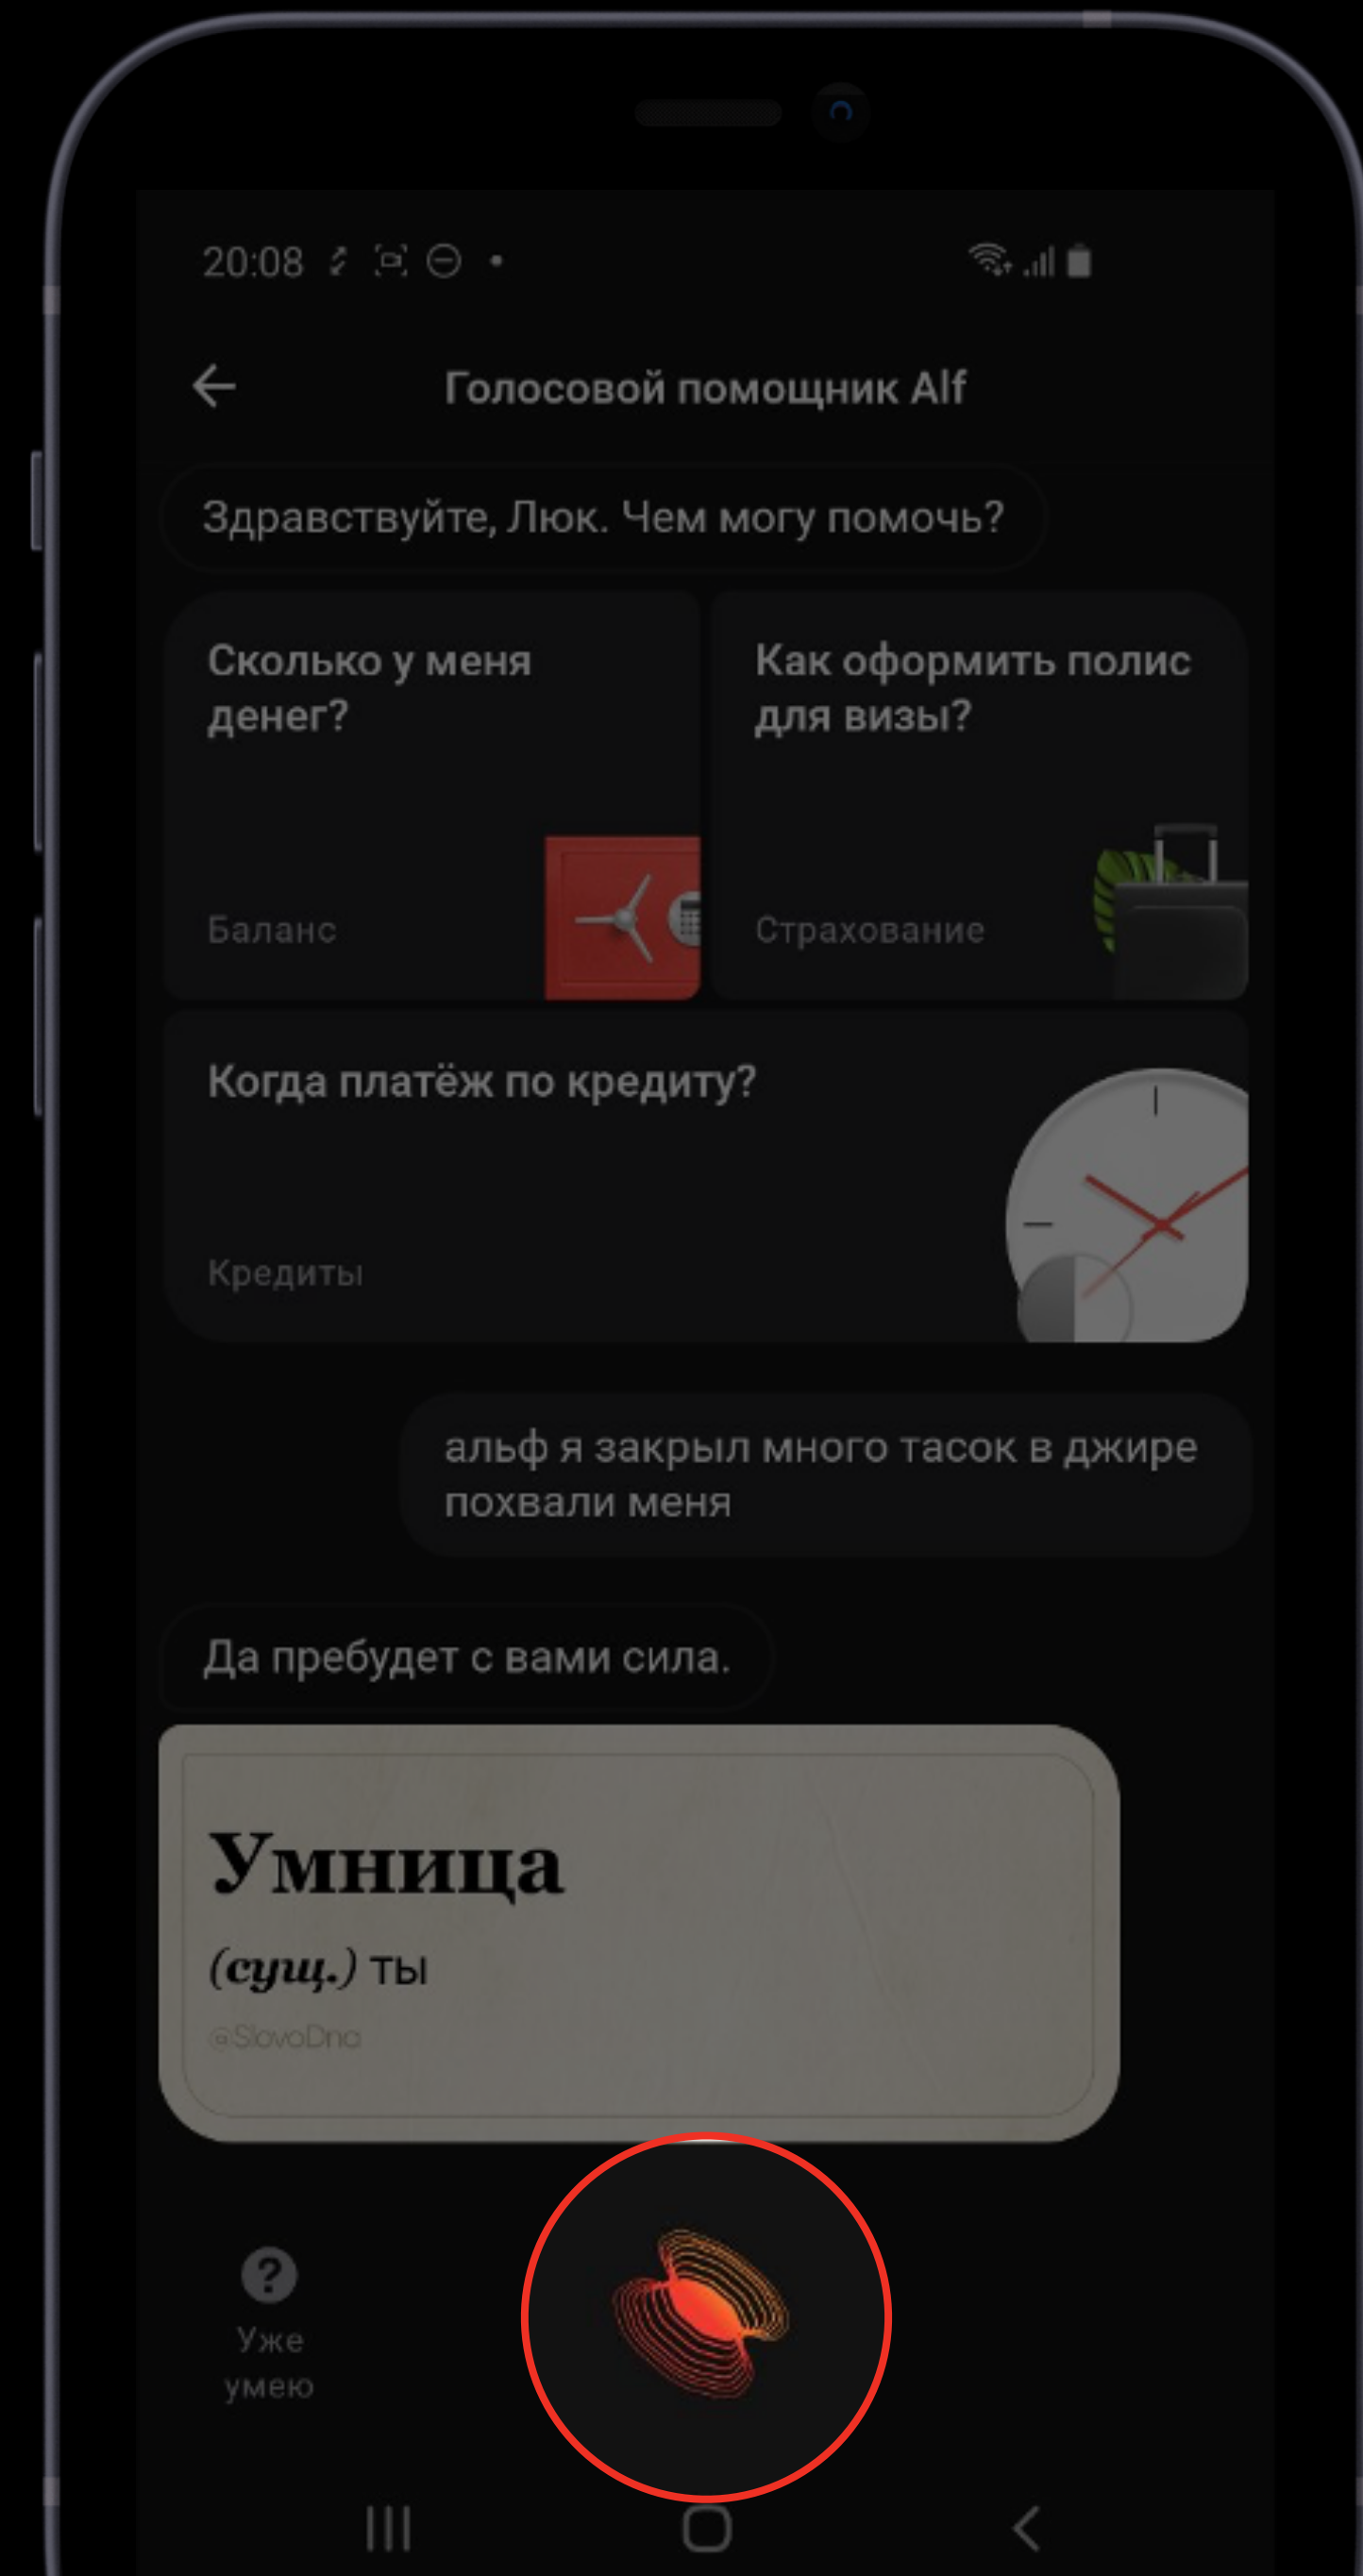 20:08
Голосовой помощник Alf
Здравствуйте, Люк. Чем могу помочь?
Сколько у меня
денег?
Баланс
Как оформить полис
для визы?
Страхование
Когда платёж по кредиту?
Кредиты
альф я закрыл много тасок в джире
похвали меня
Да пребудет с вами сила.
Умница
(сущ.) ты
@SlovoDna
Уже
умею